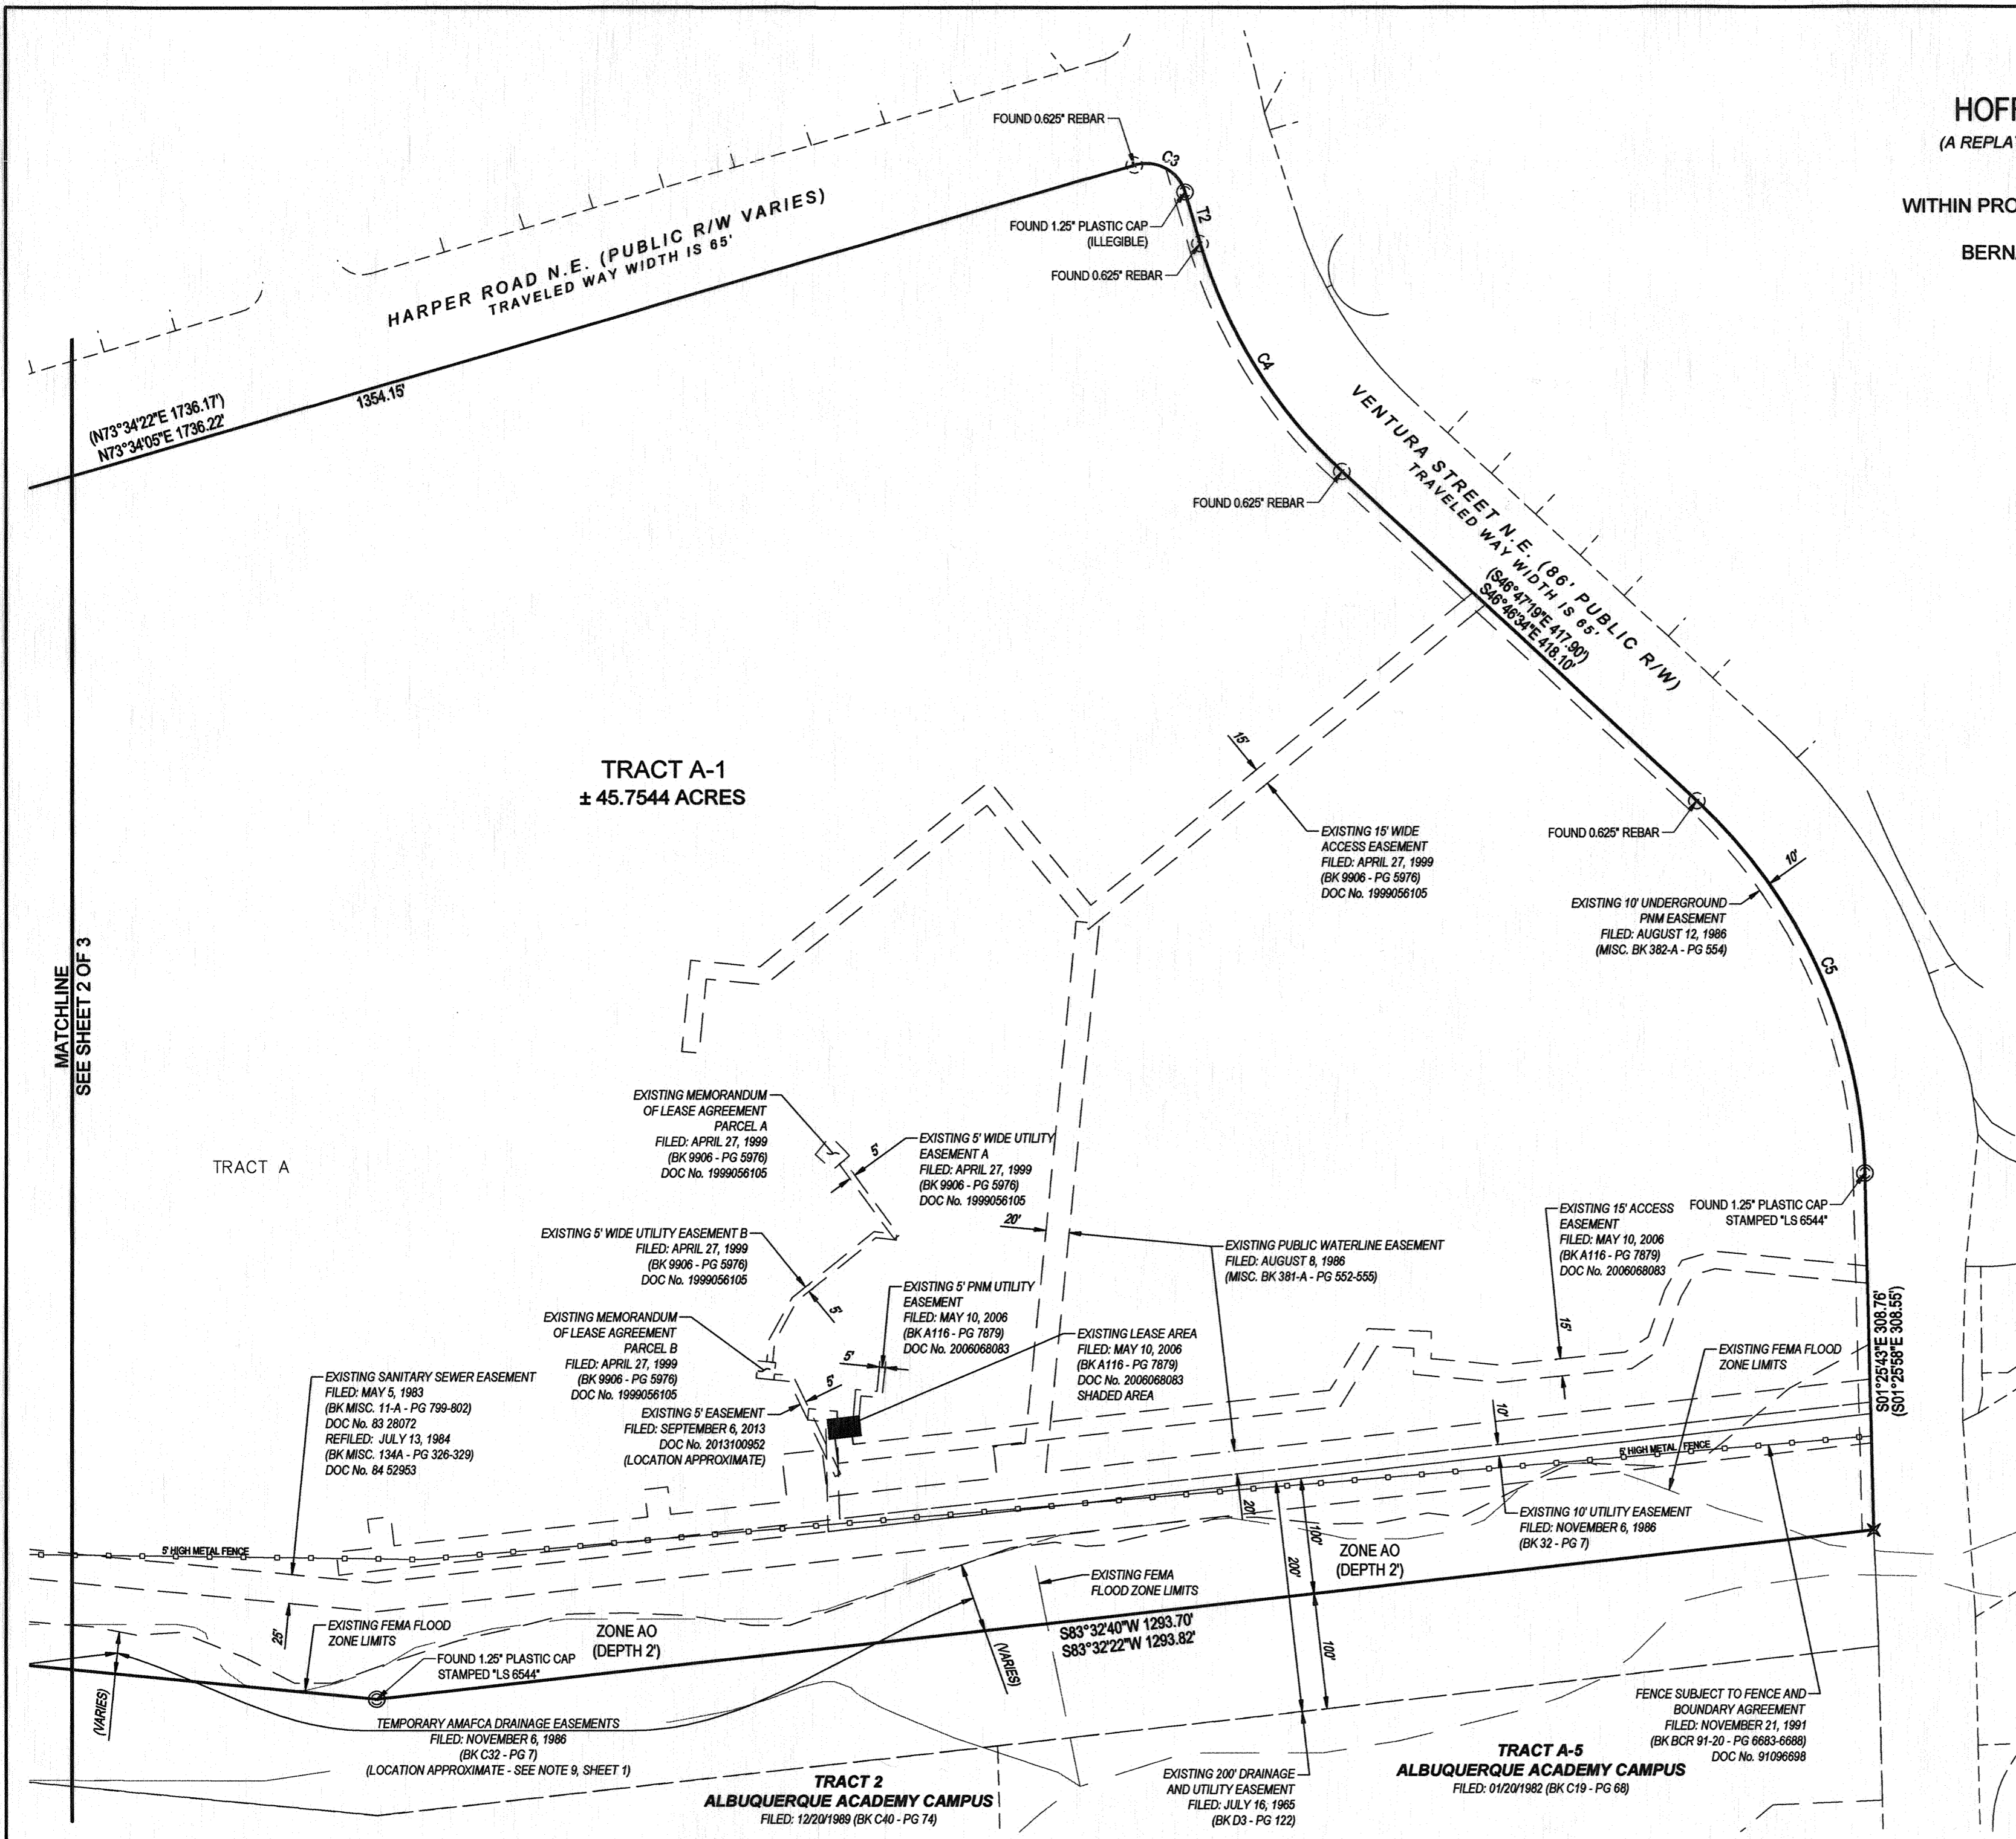 HOFF
(A REPLA
WITHIN PRO
BERN
FOUND 0.625" REBAR
C3
T2
FOUND 1.25" PLASTIC CAP
(ILLEGIBLE)
FOUND 0.625" REBAR
HARPER ROAD N.E. (PUBLIC R/W VARIES)
TRAVELED WAY WIDTH IS 65'
(N73°34'22"E 1736.17')
N73°34'05"E 1736.22'
1354.15'
C4
FOUND 0.625" REBAR
VENTURA STREET N.E. (86' PUBLIC R/W)
TRAVELED WAY WIDTH IS 65'
(S46°47'19"E 417.90')
S46°46'34"E 418.10'
TRACT A-1
± 45.7544 ACRES
15'
EXISTING 15' WIDE
ACCESS EASEMENT
FILED: APRIL 27, 1999
(BK 9906 - PG 5976)
DOC No. 1999056105
FOUND 0.625" REBAR
10'
EXISTING 10' UNDERGROUND
PNM EASEMENT
FILED: AUGUST 12, 1986
(MISC. BK 382-A - PG 554)
C5
MATCHLINE
SEE SHEET 2 OF 3
TRACT A
EXISTING MEMORANDUM
OF LEASE AGREEMENT
PARCEL A
FILED: APRIL 27, 1999
(BK 9906 - PG 5976)
DOC No. 1999056105
5'
EXISTING 5' WIDE UTILITY
EASEMENT A
FILED: APRIL 27, 1999
(BK 9906 - PG 5976)
DOC No. 1999056105
20'
EXISTING 5' WIDE UTILITY EASEMENT B
FILED: APRIL 27, 1999
(BK 9906 - PG 5976)
DOC No. 1999056105
5'
EXISTING PUBLIC WATERLINE EASEMENT
FILED: AUGUST 8, 1986
(MISC. BK 381-A - PG 552-555)
EXISTING 15' ACCESS
EASEMENT
FILED: MAY 10, 2006
(BK A116 - PG 7879)
DOC No. 2006068083
FOUND 1.25" PLASTIC CAP
STAMPED "LS 6544"
EXISTING 5' PNM UTILITY
EASEMENT
FILED: MAY 10, 2006
(BK A116 - PG 7879)
DOC No. 2006068083
5'
EXISTING MEMORANDUM
OF LEASE AGREEMENT
PARCEL B
FILED: APRIL 27, 1999
(BK 9906 - PG 5976)
DOC No. 1999056105
5'
EXISTING LEASE AREA
FILED: MAY 10, 2006
(BK A116 - PG 7879)
DOC No. 2006068083
SHADED AREA
15'
EXISTING FEMA FLOOD
ZONE LIMITS
S01°25'43"E 308.76'
(S01°25'58"E 308.55')
EXISTING SANITARY SEWER EASEMENT
FILED: MAY 5, 1983
(BK MISC. 11-A - PG 799-802)
DOC No. 83 28072
REFILED: JULY 13, 1984
(BK MISC. 134A - PG 326-329)
DOC No. 84 52953
EXISTING 5' EASEMENT
FILED: SEPTEMBER 6, 2013
DOC No. 2013100952
(LOCATION APPROXIMATE)
10'
5' HIGH METAL FENCE
5' HIGH METAL FENCE
20'
100'
200'
EXISTING 10' UTILITY EASEMENT
FILED: NOVEMBER 6, 1986
(BK 32 - PG 7)
ZONE AO
(DEPTH 2')
EXISTING FEMA
FLOOD ZONE LIMITS
25'
EXISTING FEMA FLOOD
ZONE LIMITS
ZONE AO
(DEPTH 2')
FOUND 1.25" PLASTIC CAP
STAMPED "LS 6544"
S83°32'40"W 1293.70'
S83°32'22"W 1293.82'
(VARIES)
(VARIES)
100'
TEMPORARY AMAFCA DRAINAGE EASEMENTS
FILED: NOVEMBER 6, 1986
(BK C32 - PG 7)
(LOCATION APPROXIMATE - SEE NOTE 9, SHEET 1)
FENCE SUBJECT TO FENCE AND
BOUNDARY AGREEMENT
FILED: NOVEMBER 21, 1991
(BK BCR 91-20 - PG 6683-6688)
DOC No. 91096698
TRACT 2
ALBUQUERQUE ACADEMY CAMPUS
FILED: 12/20/1989 (BK C40 - PG 74)
EXISTING 200' DRAINAGE
AND UTILITY EASEMENT
FILED: JULY 16, 1965
(BK D3 - PG 122)
TRACT A-5
ALBUQUERQUE ACADEMY CAMPUS
FILED: 01/20/1982 (BK C19 - PG 68)